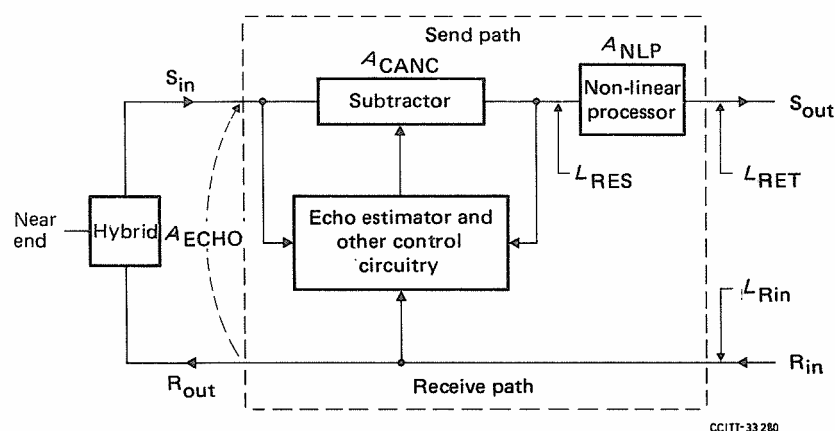 Send path
A_CANC
A_NLP
S_in
Subtractor
Non-linear
processor
S_out
L_RES
L_RET
Near
end
Hybrid
A_ECHO
Echo estimator and
other control
circuitry
L_Rin
R_out
Receive path
R_in
CCITT-33 280